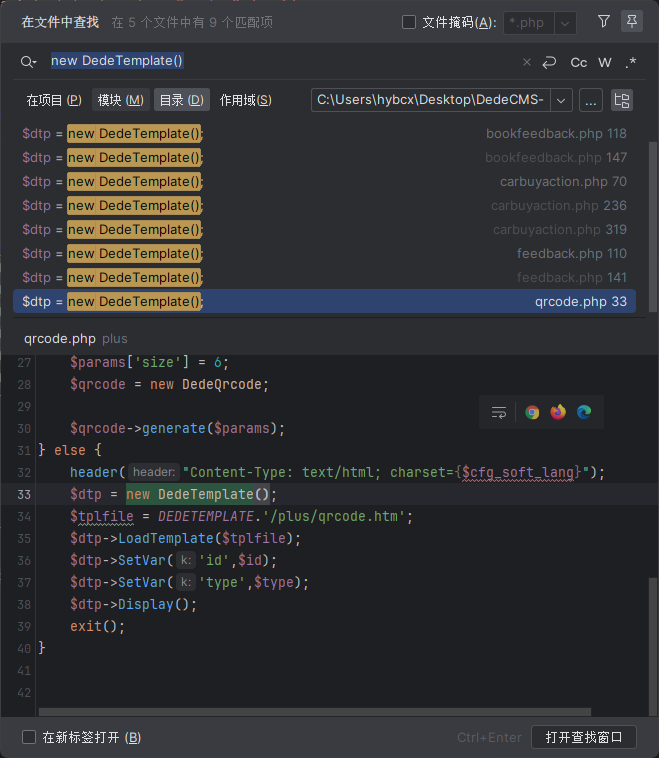 在文件中查找 在 5 个文件中有 9 个匹配项 文件掩码(A): *.php
new DedeTemplate() Cc W .*
在项目 (P) 模块 (M) 目录 (D) 作用域(S) C:\Users\hybcx\Desktop\DedeCMS- ...
$dtp = new DedeTemplate(); bookfeedback.php 118
$dtp = new DedeTemplate(); bookfeedback.php 147
$dtp = new DedeTemplate(); carbuyaction.php 70
$dtp = new DedeTemplate(); carbuyaction.php 236
$dtp = new DedeTemplate(); carbuyaction.php 319
$dtp = new DedeTemplate(); feedback.php 110
$dtp = new DedeTemplate(); feedback.php 141
$dtp = new DedeTemplate(); qrcode.php 33
qrcode.php plus
27 $params['size'] = 6;
28 $qrcode = new DedeQrcode;
29
30 $qrcode->generate($params);
31 } else {
32 header( header: "Content-Type: text/html; charset={$cfg_soft_lang}");
33 $dtp = new DedeTemplate();
34 $tplfile = DEDETEMPLATE.'/plus/qrcode.htm';
35 $dtp->LoadTemplate($tplfile);
36 $dtp->SetVar( k: 'id',$id);
37 $dtp->SetVar( k: 'type',$type);
38 $dtp->Display();
39 exit();
40 }
41
42
在新标签打开 (B) Ctrl+Enter 打开查找窗口